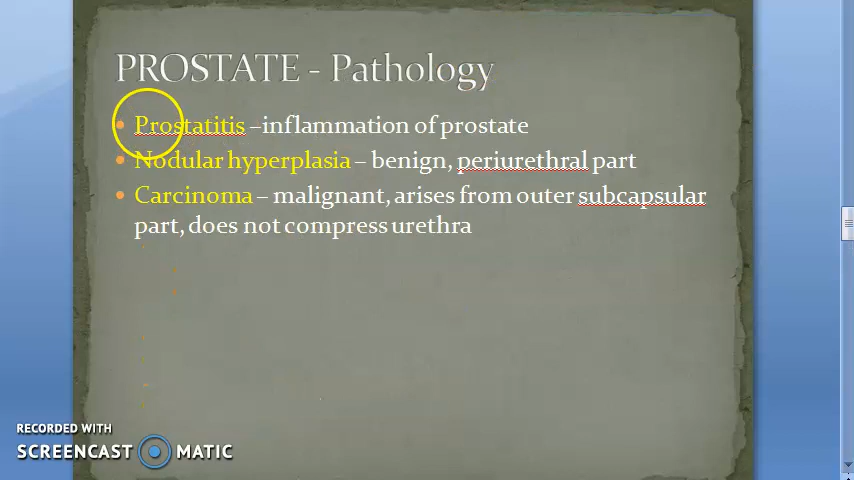 PROSTATE - Pathology
Prostatitis –inflammation of prostate
Nodular hyperplasia – benign, periurethral part
Carcinoma – malignant, arises from outer subcapsular
part, does not compress urethra
RECORDED WITH
SCREENCAST MATIC